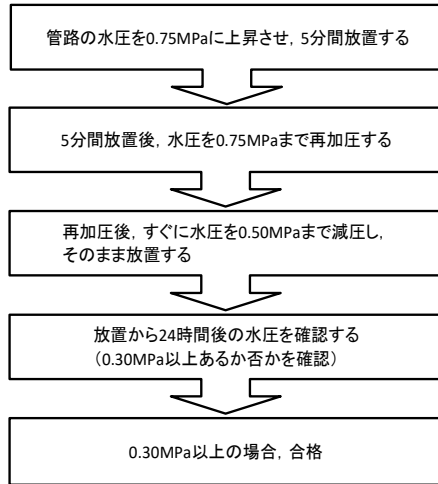 管路の水圧を0.75MPaに上昇させ，5分間放置する
5分間放置後，水圧を0.75MPaまで再加圧する
再加圧後，すぐに水圧を0.50MPaまで減圧し，
そのまま放置する
放置から24時間後の水圧を確認する
（0.30MPa以上あるか否かを確認）
0.30MPa以上の場合，合格